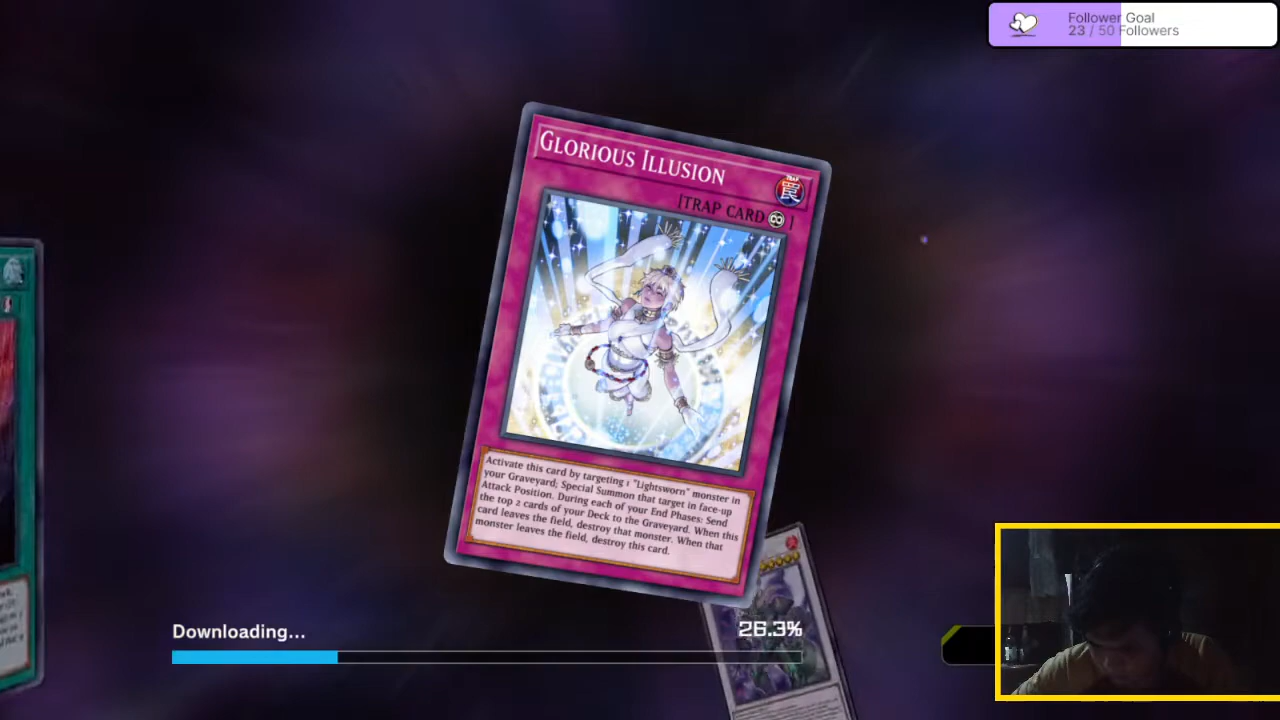 Follower Goal
23 / 50 Followers
GLORIOUS ILLUSION
TRAP
罠
[TRAP CARD ]
Activate this card by targeting 1 "Lightsworn" monster in
your Graveyard; Special Summon that target in face-up
Attack Position. During each of your End Phases: Send
the top 2 cards of your Deck to the Graveyard. When this
card leaves the field, destroy that monster. When that
monster leaves the field, destroy this card.
Downloading...
26.3%